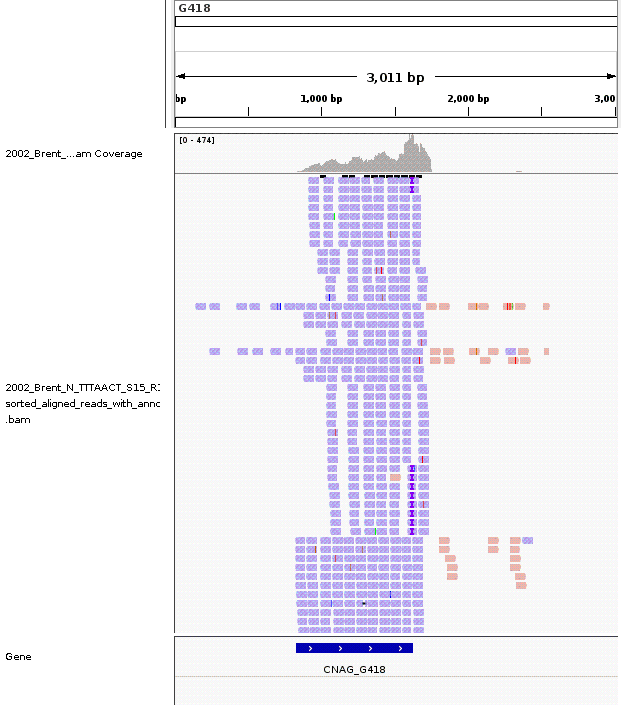 G418
3,011 bp
bp
1,000 bp
2,000 bp
3,00
[0 - 474]
2002_Brent_...am Coverage
2002_Brent_N_TTTAACT_S15_R1
sorted_aligned_reads_with_anno
.bam
Gene
CNAG_G418